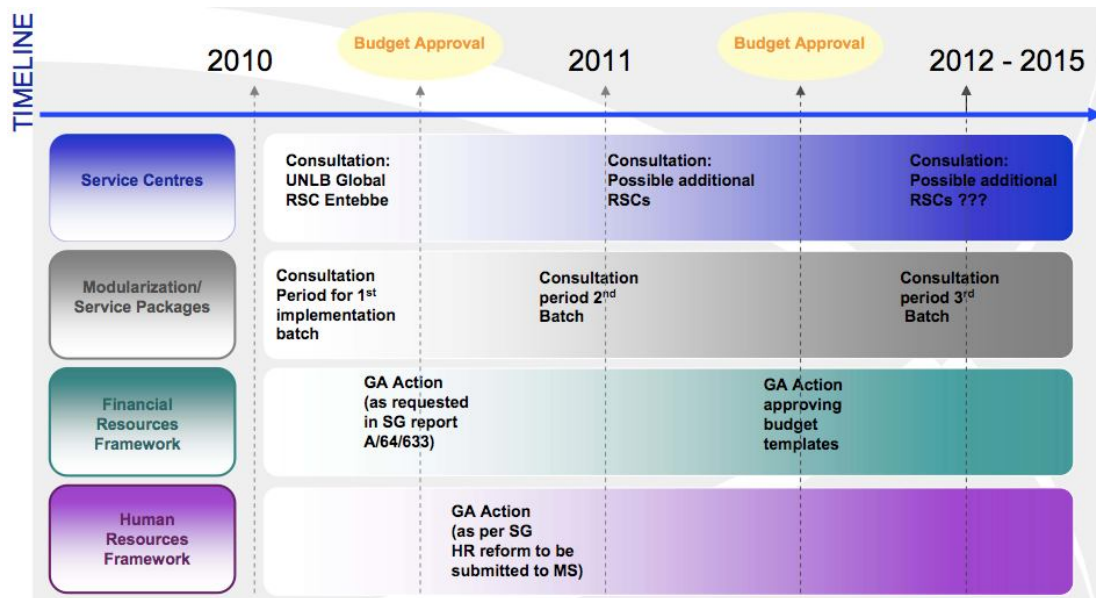 TIMELINE
Budget Approval
Budget Approval
2010
2011
2012 - 2015
Service Centres
Consultation:
UNLB Global
RSC Entebbe
Consultation:
Possible additional
RSCs
Consulation:
Possible additional
RSCs ???
Modularization/
Service Packages
Consultation
Period for 1st
implementation
batch
Consultation
period 2nd
Batch
Consultation
period 3rd
Batch
Financial
Resources
Framework
GA Action
(as requested
in SG report
A/64/633)
GA Action
approving
budget
templates
Human
Resources
Framework
GA Action
(as per SG
HR reform to be
submitted to MS)